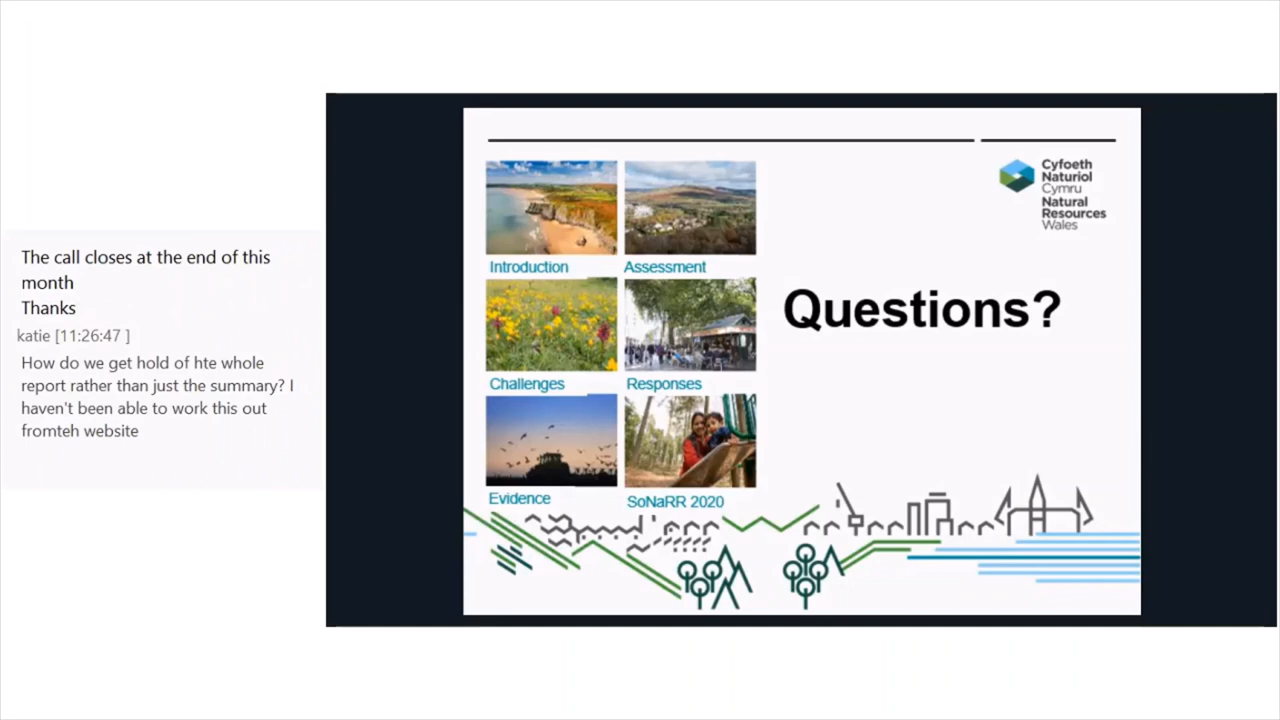 The call closes at the end of this
month
Thanks
katie [11:26:47 ]
How do we get hold of hte whole
report rather than just the summary? I
haven't been able to work this out
fromteh website
Cyfoeth
Naturiol
Cymru
Natural
Resources
Wales
Introduction
Assessment
Questions?
Challenges
Responses
Evidence
SoNaRR 2020